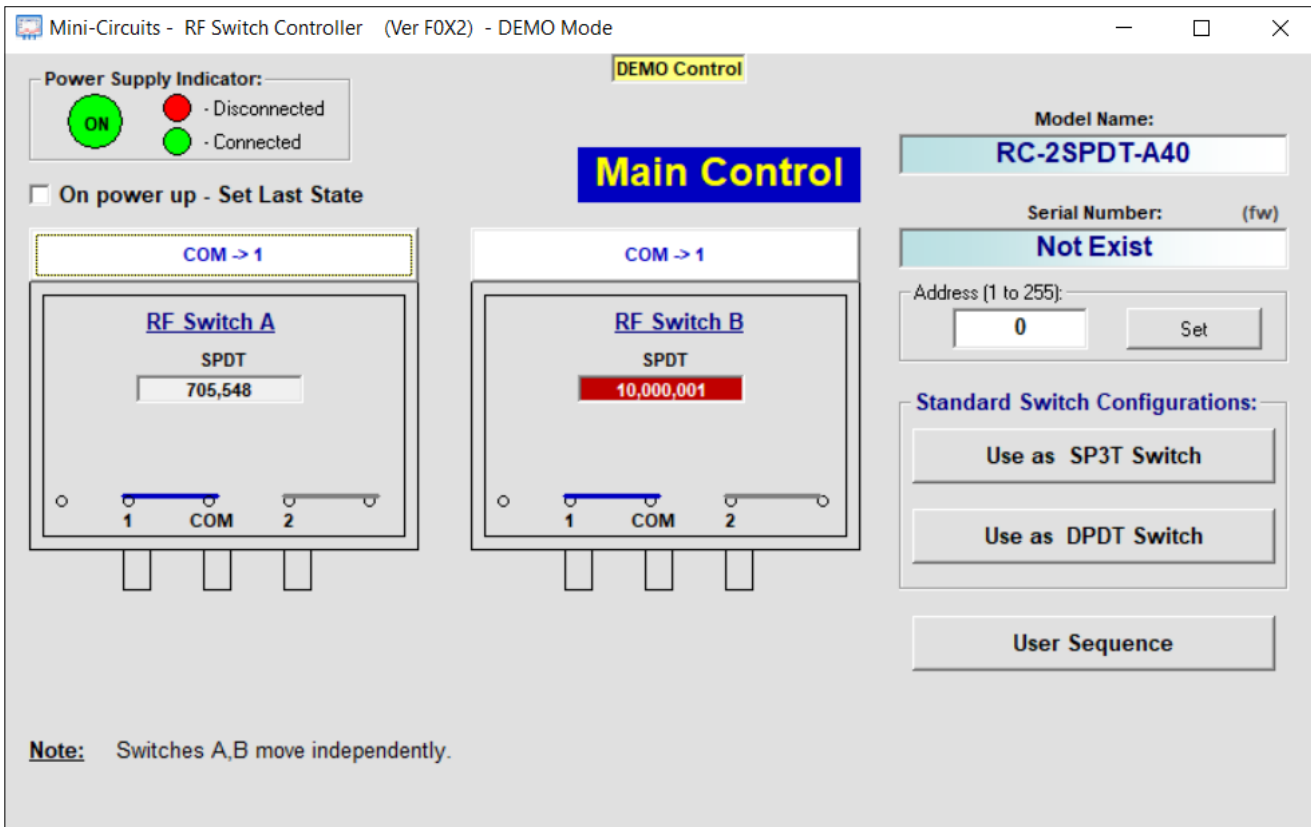 Mini-Circuits - RF Switch Controller (Ver F0X2) - DEMO Mode
DEMO Control
Power Supply Indicator:
ON
- Disconnected
- Connected
On power up - Set Last State
Main Control
Model Name:
RC-2SPDT-A40
Serial Number: (fw)
Not Exist
COM -> 1
RF Switch A
SPDT
705,548
1 COM 2
COM -> 1
RF Switch B
SPDT
10,000,001
1 COM 2
Address (1 to 255):
0 Set
Standard Switch Configurations:
Use as SP3T Switch
Use as DPDT Switch
User Sequence
Note: Switches A,B move independently.